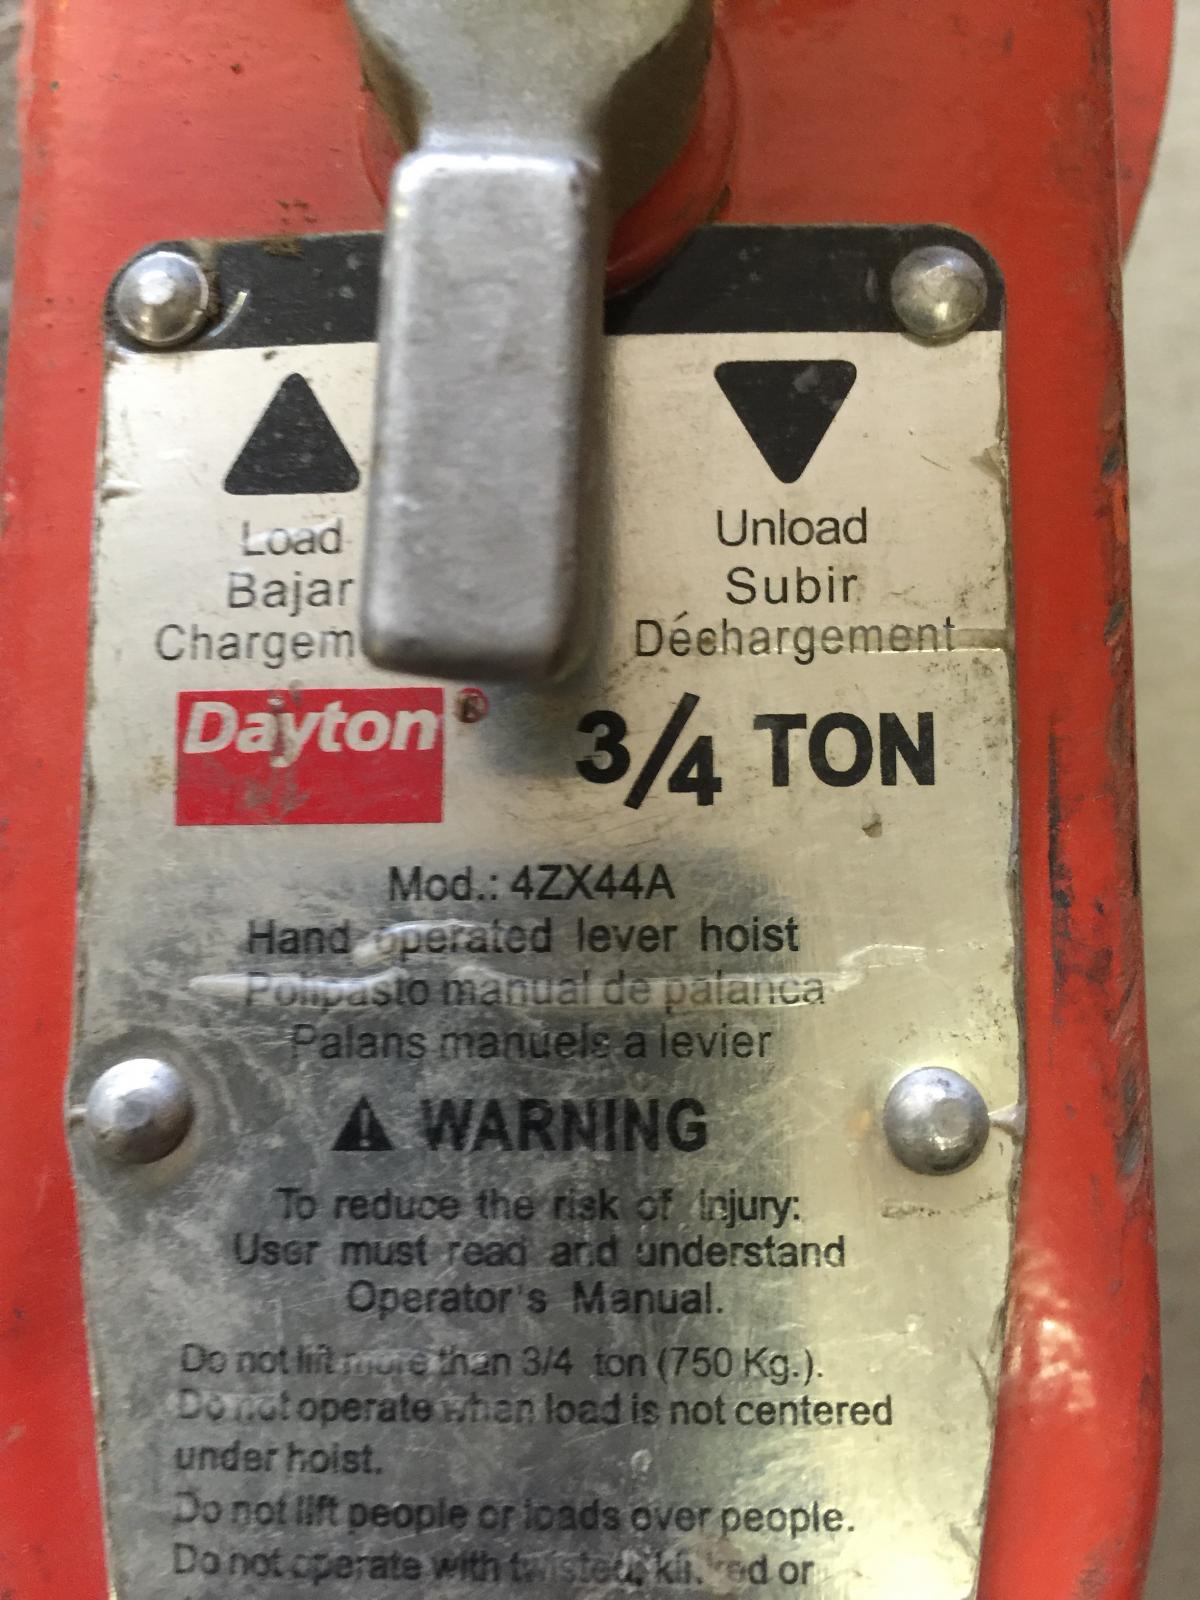 Load
Bajar
Chargem
Unload
Subir
Déchargement
Dayton®
3/4 TON
Mod.: 4ZX44A
Hand operated lever hoist
Polipasto manual de palanca
Palans manuels a levier
WARNING
To reduce the risk of Injury:
User must read and understand
Operator's Manual.
Do not lift more than 3/4 ton (750 Kg.).
Do not operate when load is not centered
under hoist.
Do not lift people or loads over people.
Do not operate with twisted, kinked or